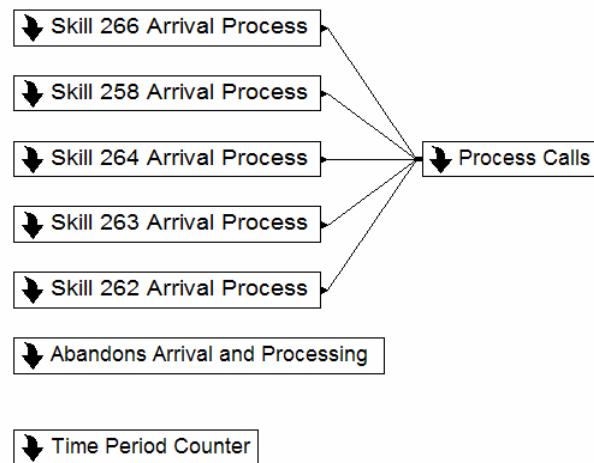 Skill 266 Arrival Process
Skill 258 Arrival Process
Skill 264 Arrival Process
Process Calls
Skill 263 Arrival Process
Skill 262 Arrival Process
Abandons Arrival and Processing
Time Period Counter